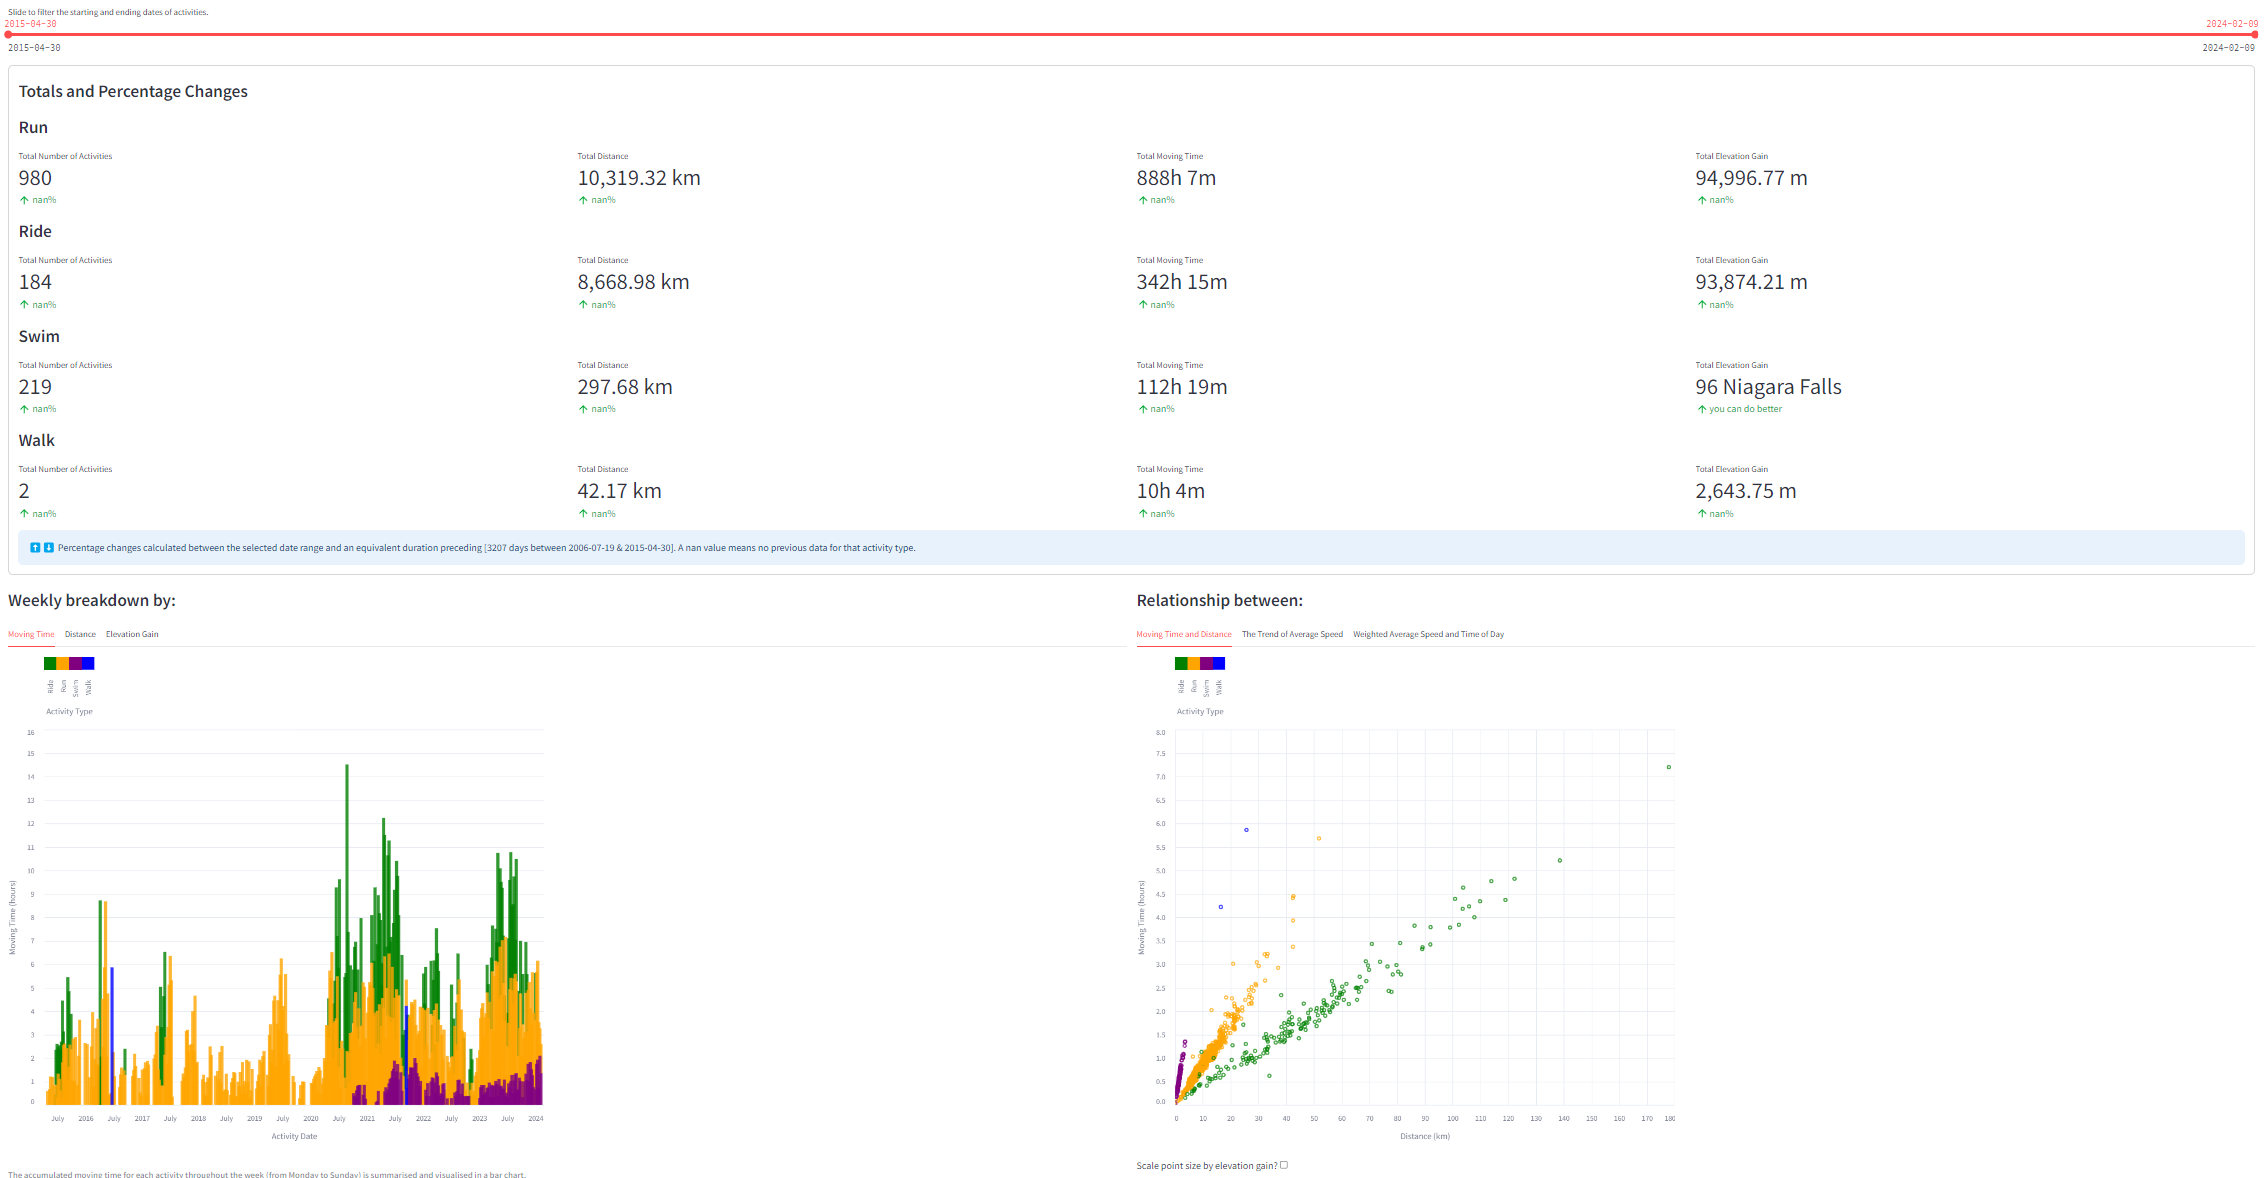 Slide to filter the starting and ending dates of activities.
2015-04-30 2024-02-09
2015-04-30 2024-02-09
Totals and Percentage Changes
Run
Total Number of Activities Total Distance Total Moving Time Total Elevation Gain
980 10,319.32 km 888h 7m 94,996.77 m
nan% nan% nan% nan%
Ride
Total Number of Activities Total Distance Total Moving Time Total Elevation Gain
184 8,668.98 km 342h 15m 93,874.21 m
nan% nan% nan% nan%
Swim
Total Number of Activities Total Distance Total Moving Time Total Elevation Gain
219 297.68 km 112h 19m 96 Niagara Falls
nan% nan% nan% you can do better
Walk
Total Number of Activities Total Distance Total Moving Time Total Elevation Gain
2 42.17 km 10h 4m 2,643.75 m
nan% nan% nan% nan%
Percentage changes calculated between the selected date range and an equivalent duration preceding [3207 days between 2006-07-19 & 2015-04-30]. A nan value means no previous data for that activity type.
Weekly breakdown by:
Moving Time Distance Elevation Gain
Ride Run Swim Walk
Activity Type
16
15
14
13
12
11
10
9
8
7
6
5
4
3
2
1
0
Moving Time (hours)
July 2016 July 2017 July 2018 July 2019 July 2020 July 2021 July 2022 July 2023 July 2024
Activity Date
The accumulated moving time for each activity throughout the week (from Monday to Sunday) is summarised and visualised in a bar chart.
Relationship between:
Moving Time and Distance The Trend of Average Speed Weighted Average Speed and Time of Day
Ride Run Swim Walk
Activity Type
8.0
7.5
7.0
6.5
6.0
5.5
5.0
4.5
4.0
3.5
3.0
2.5
2.0
1.5
1.0
0.5
0.0
Moving Time (hours)
0 10 20 30 40 50 60 70 80 90 100 110 120 130 140 150 160 170 180
Distance (km)
Scale point size by elevation gain?